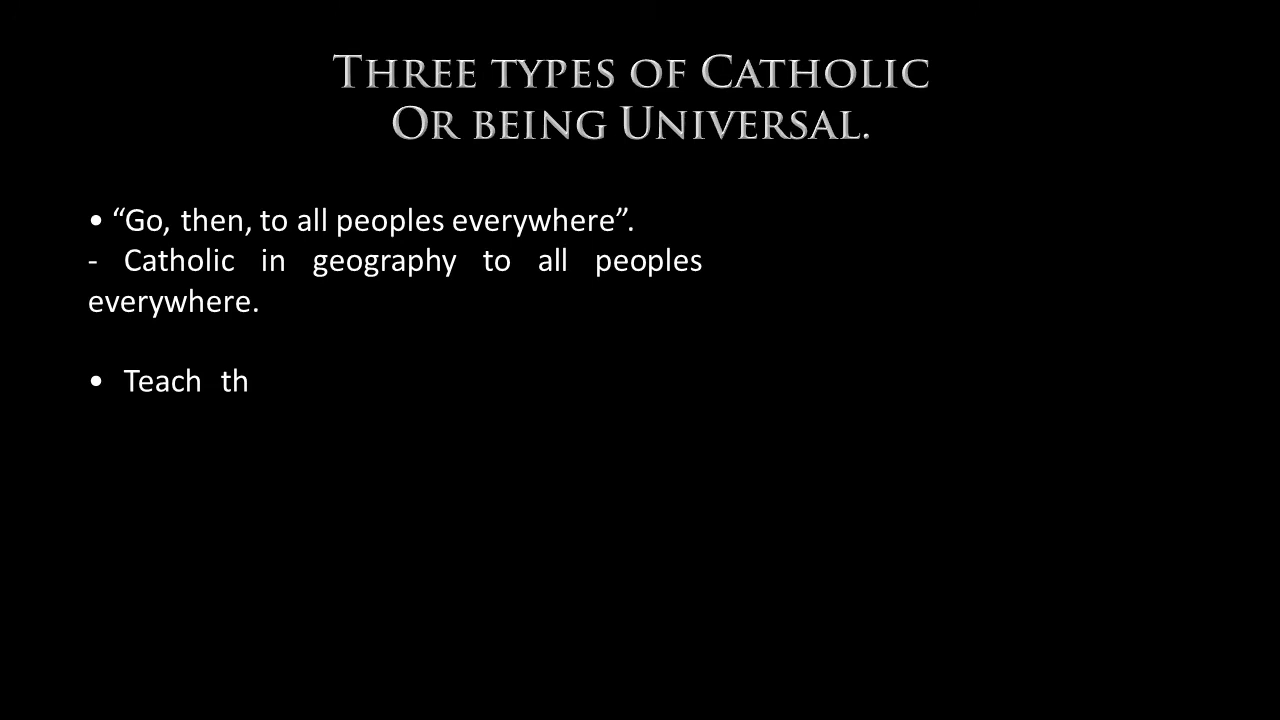 Three types of Catholic
Or being Universal.
• “Go, then, to all peoples everywhere”.
- Catholic in geography to all peoples
everywhere.
• Teach th